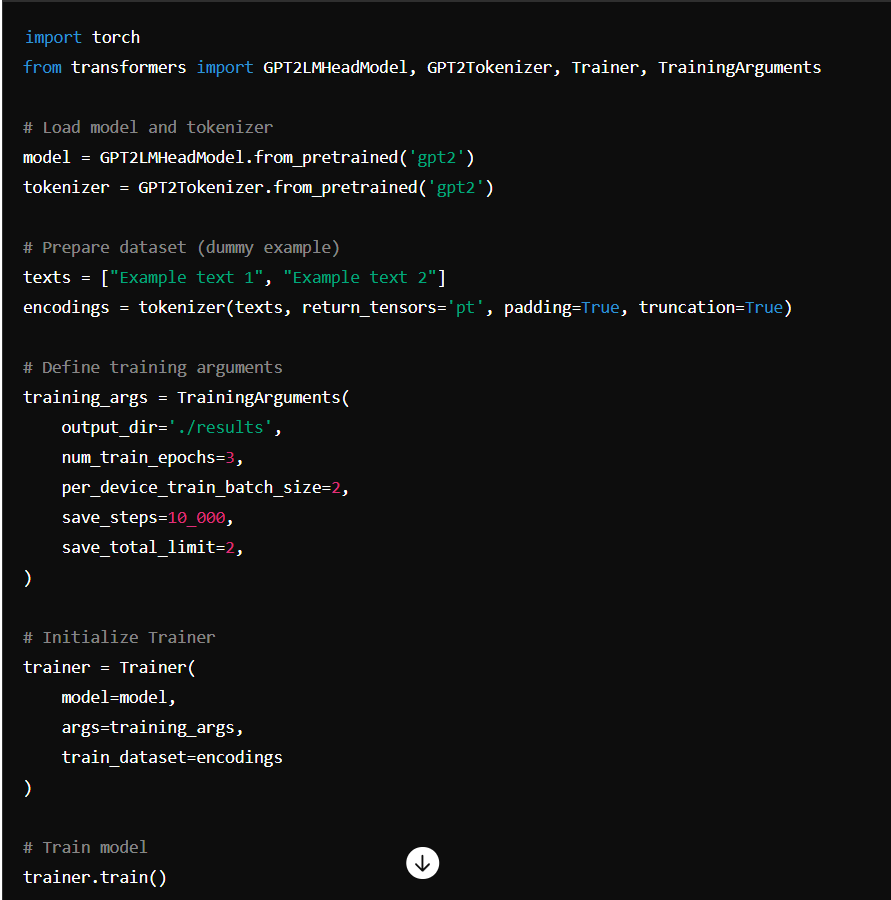 import torch
from transformers import GPT2LMHeadModel, GPT2Tokenizer, Trainer, TrainingArguments

# Load model and tokenizer
model = GPT2LMHeadModel.from_pretrained('gpt2')
tokenizer = GPT2Tokenizer.from_pretrained('gpt2')

# Prepare dataset (dummy example)
texts = ["Example text 1", "Example text 2"]
encodings = tokenizer(texts, return_tensors='pt', padding=True, truncation=True)

# Define training arguments
training_args = TrainingArguments(
    output_dir='./results',
    num_train_epochs=3,
    per_device_train_batch_size=2,
    save_steps=10_000,
    save_total_limit=2,
)

# Initialize Trainer
trainer = Trainer(
    model=model,
    args=training_args,
    train_dataset=encodings
)

# Train model
trainer.train()